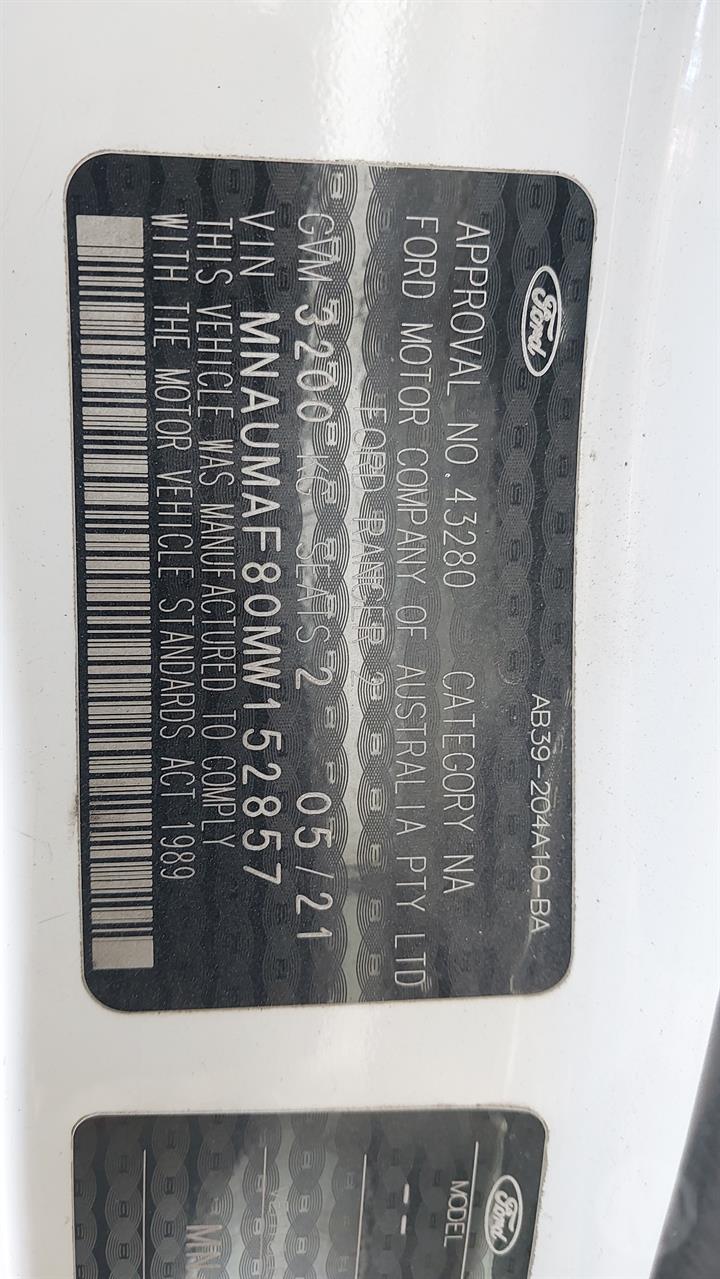 Ford
AB39-204A10-BA
APPROVAL NO.43280 CATEGORY NA
FORD MOTOR COMPANY OF AUSTRALIA PTY LTD
FORD RANGER 2
GVM 3200 KG SEATS 2 05/21
VIN MNAUMAF80MW152857
THIS VEHICLE WAS MANUFACTURED TO COMPLY
WITH THE MOTOR VEHICLE STANDARDS ACT 1989
Ford
MODEL
--
MN